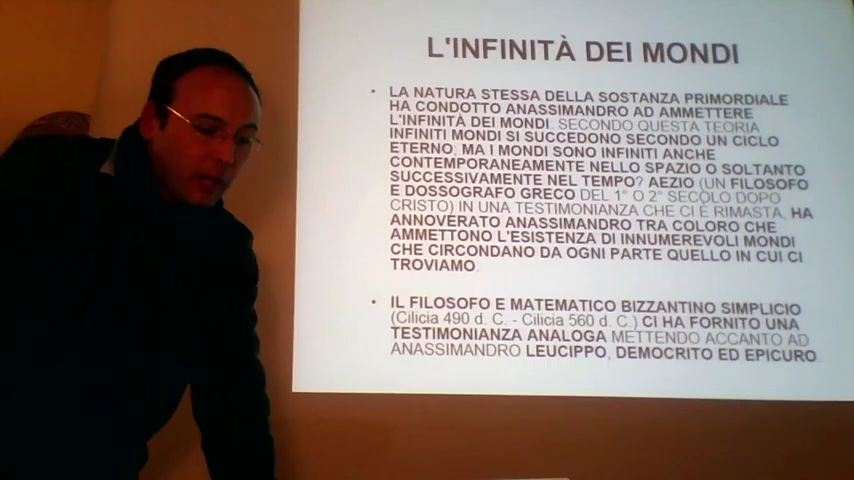 L'INFINITÀ DEI MONDI
• LA NATURA STESSA DELLA SOSTANZA PRIMORDIALE
HA CONDOTTO ANASSIMANDRO AD AMMETTERE
L'INFINITÀ DEI MONDI. SECONDO QUESTA TEORIA
INFINITI MONDI SI SUCCEDONO SECONDO UN CICLO
ETERNO, MA I MONDI SONO INFINITI ANCHE
CONTEMPORANEAMENTE NELLO SPAZIO O SOLTANTO
SUCCESSIVAMENTE NEL TEMPO? AEZIO (UN FILOSOFO
E DOSSOGRAFO GRECO DEL 1° O 2° SECOLO DOPO
CRISTO) IN UNA TESTIMONIANZA CHE CI È RIMASTA, HA
ANNOVERATO ANASSIMANDRO TRA COLORO CHE
AMMETTONO L'ESISTENZA DI INNUMEREVOLI MONDI
CHE CIRCONDANO DA OGNI PARTE QUELLO IN CUI CI
TROVIAMO.
• IL FILOSOFO E MATEMATICO BIZZANTINO SIMPLICIO
(Cilicia 490 d. C. - Cilicia 560 d. C.) CI HA FORNITO UNA
TESTIMONIANZA ANALOGA METTENDO ACCANTO AD
ANASSIMANDRO LEUCIPPO, DEMOCRITO ED EPICURO